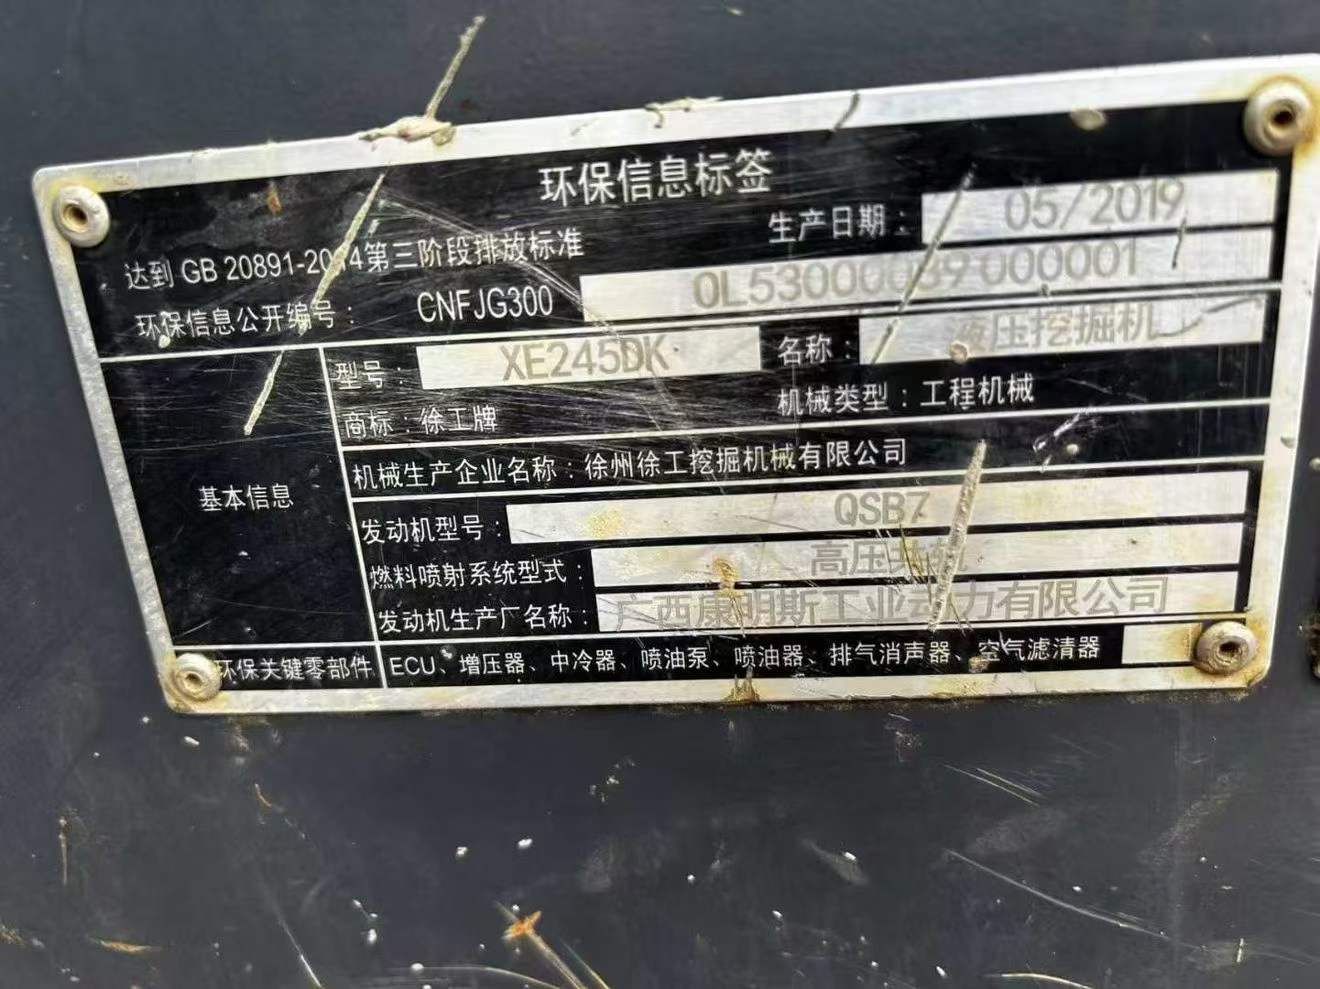 环保信息标签
达到 GB 20891-2014第三阶段排放标准
生产日期： 05/2019
环保信息公开编号： CNFJG300 0L53000039 000001
型号： XE245DK 名称： 液压挖掘机
商标：徐工牌 机械类型：工程机械
机械生产企业名称：徐州徐工挖掘机械有限公司
基本信息
发动机型号： QSB7
燃料喷射系统型式： 高压共轨
发动机生产厂名称： 广西康明斯工业动力有限公司
环保关键零部件 ECU、增压器、中冷器、喷油泵、喷油器、排气消声器、空气滤清器